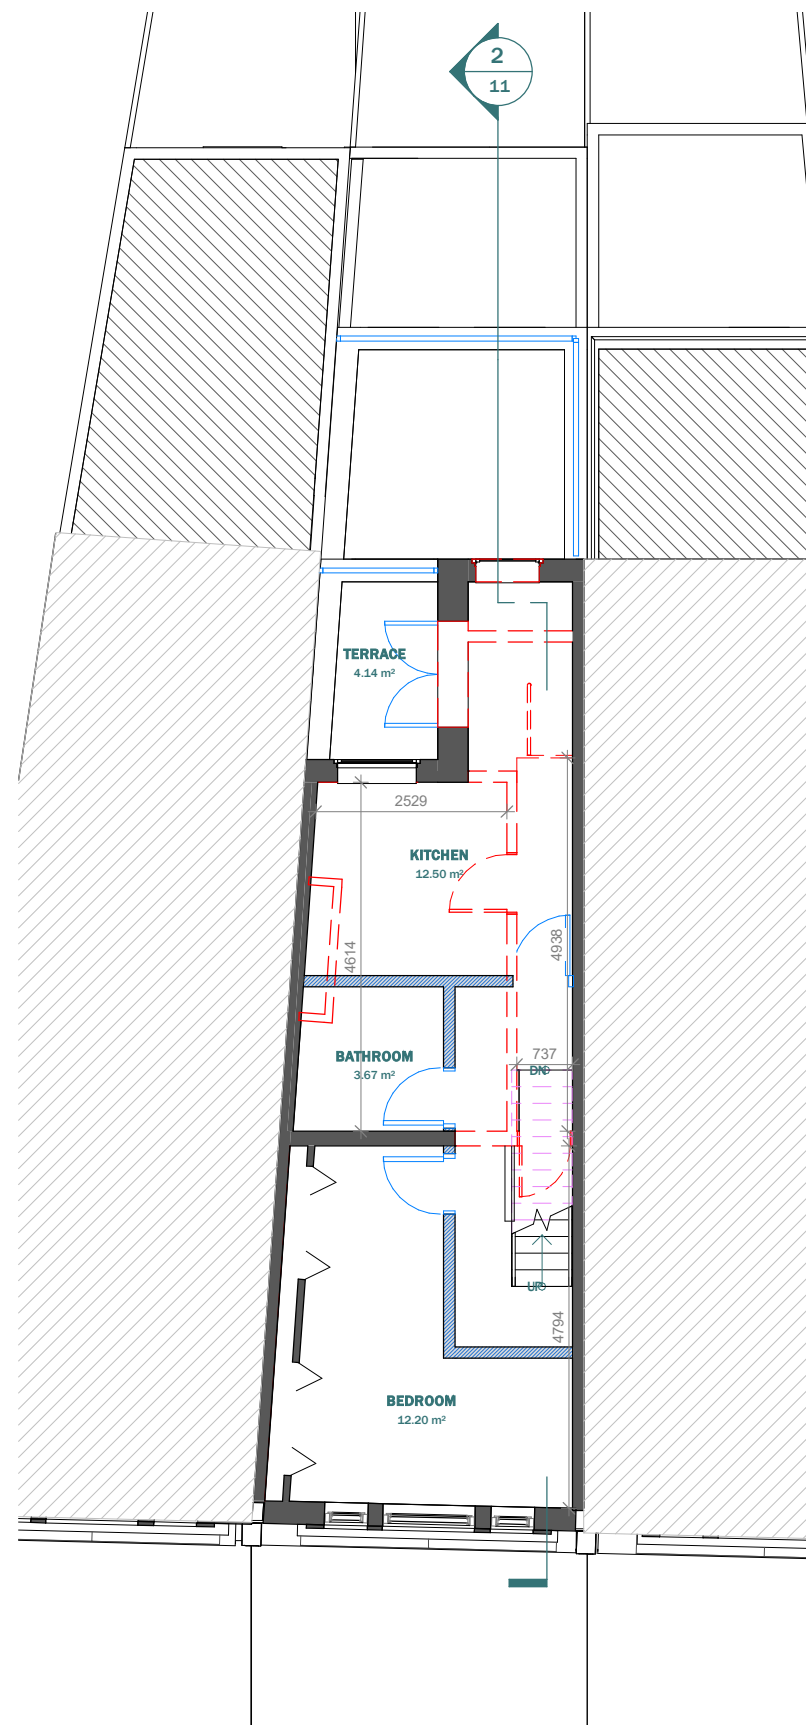 2
11
TERRACE
4.14 m²
2529
KITCHEN
12.50 m²
4938
4614
BATHROOM
3.67 m²
737
DN
UP
4794
BEDROOM
12.20 m²